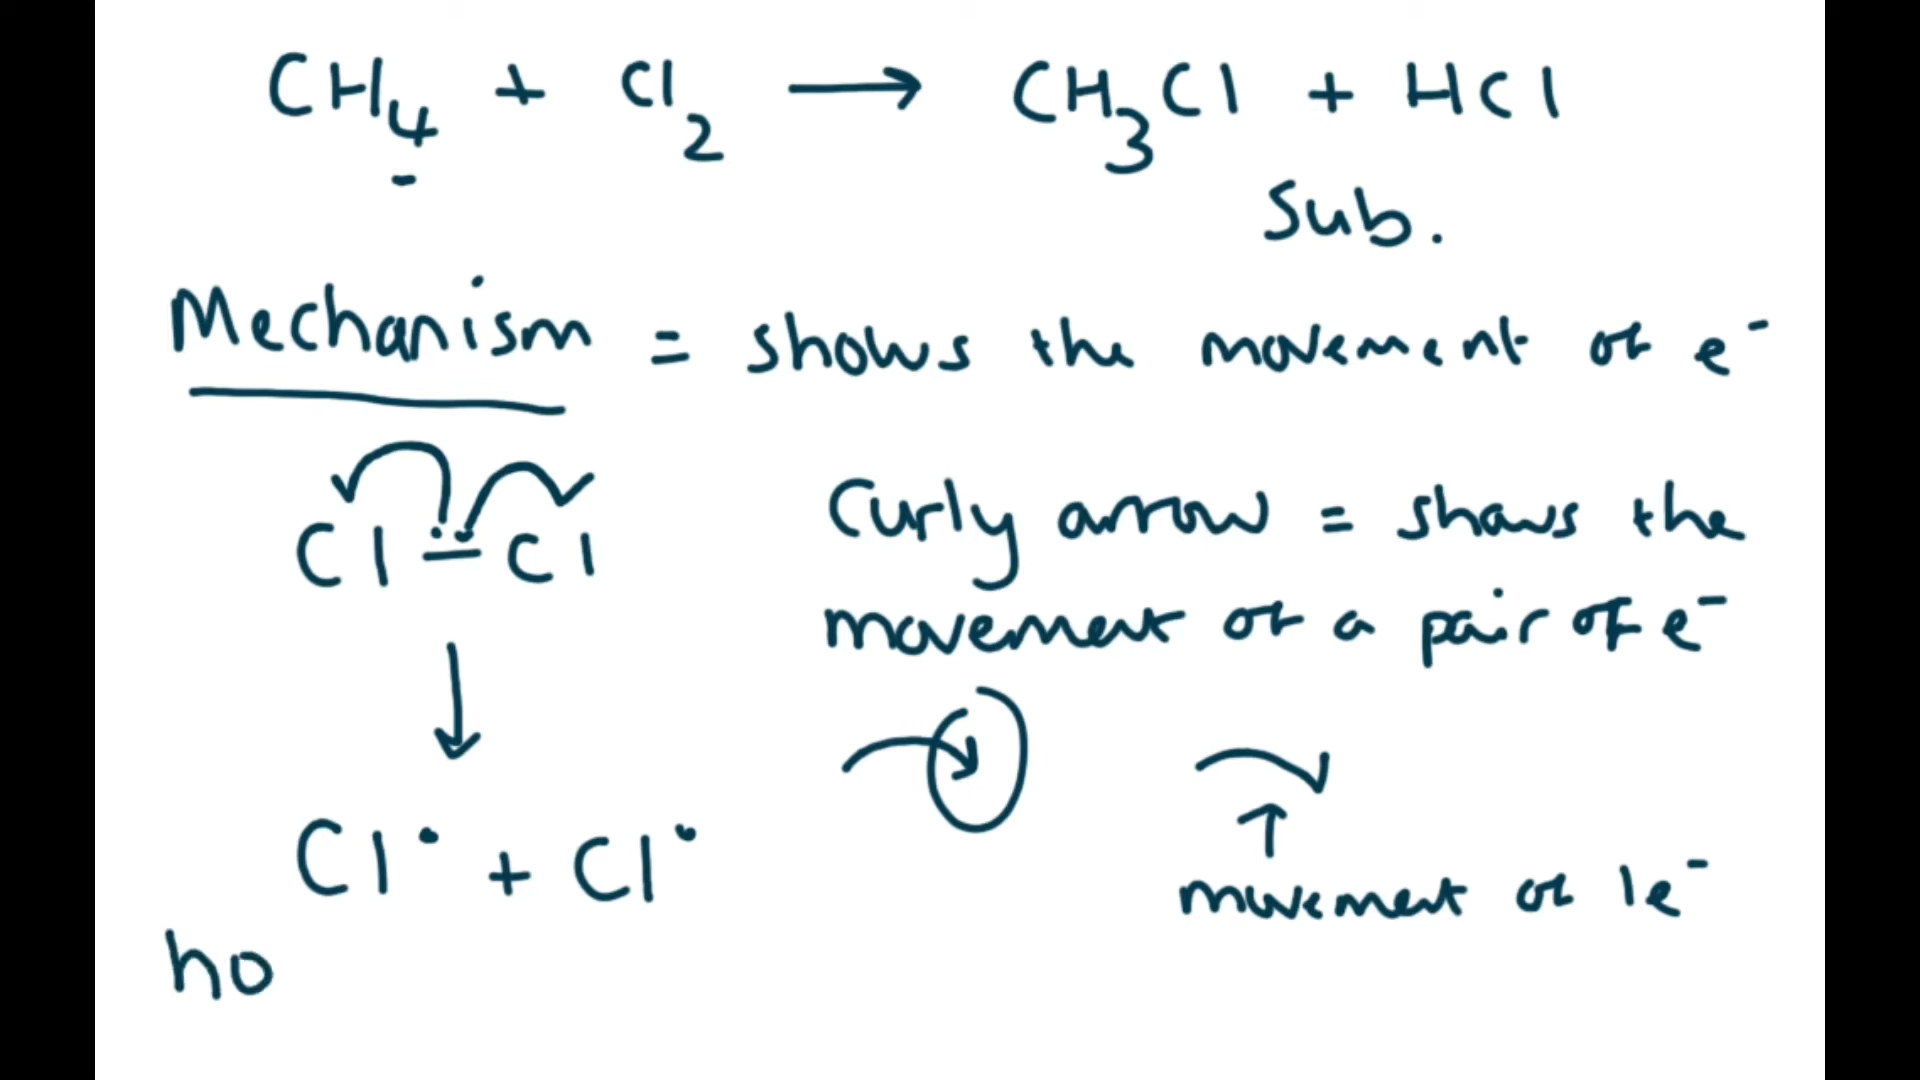 CH₄ + Cl₂ → CH₃Cl + HCl
Sub.
Mechanism = shows the movement of e⁻
Cl–Cl
Curly arrow = shows the
movement of a pair of e⁻
Cl• + Cl•
movement of 1e⁻
ho